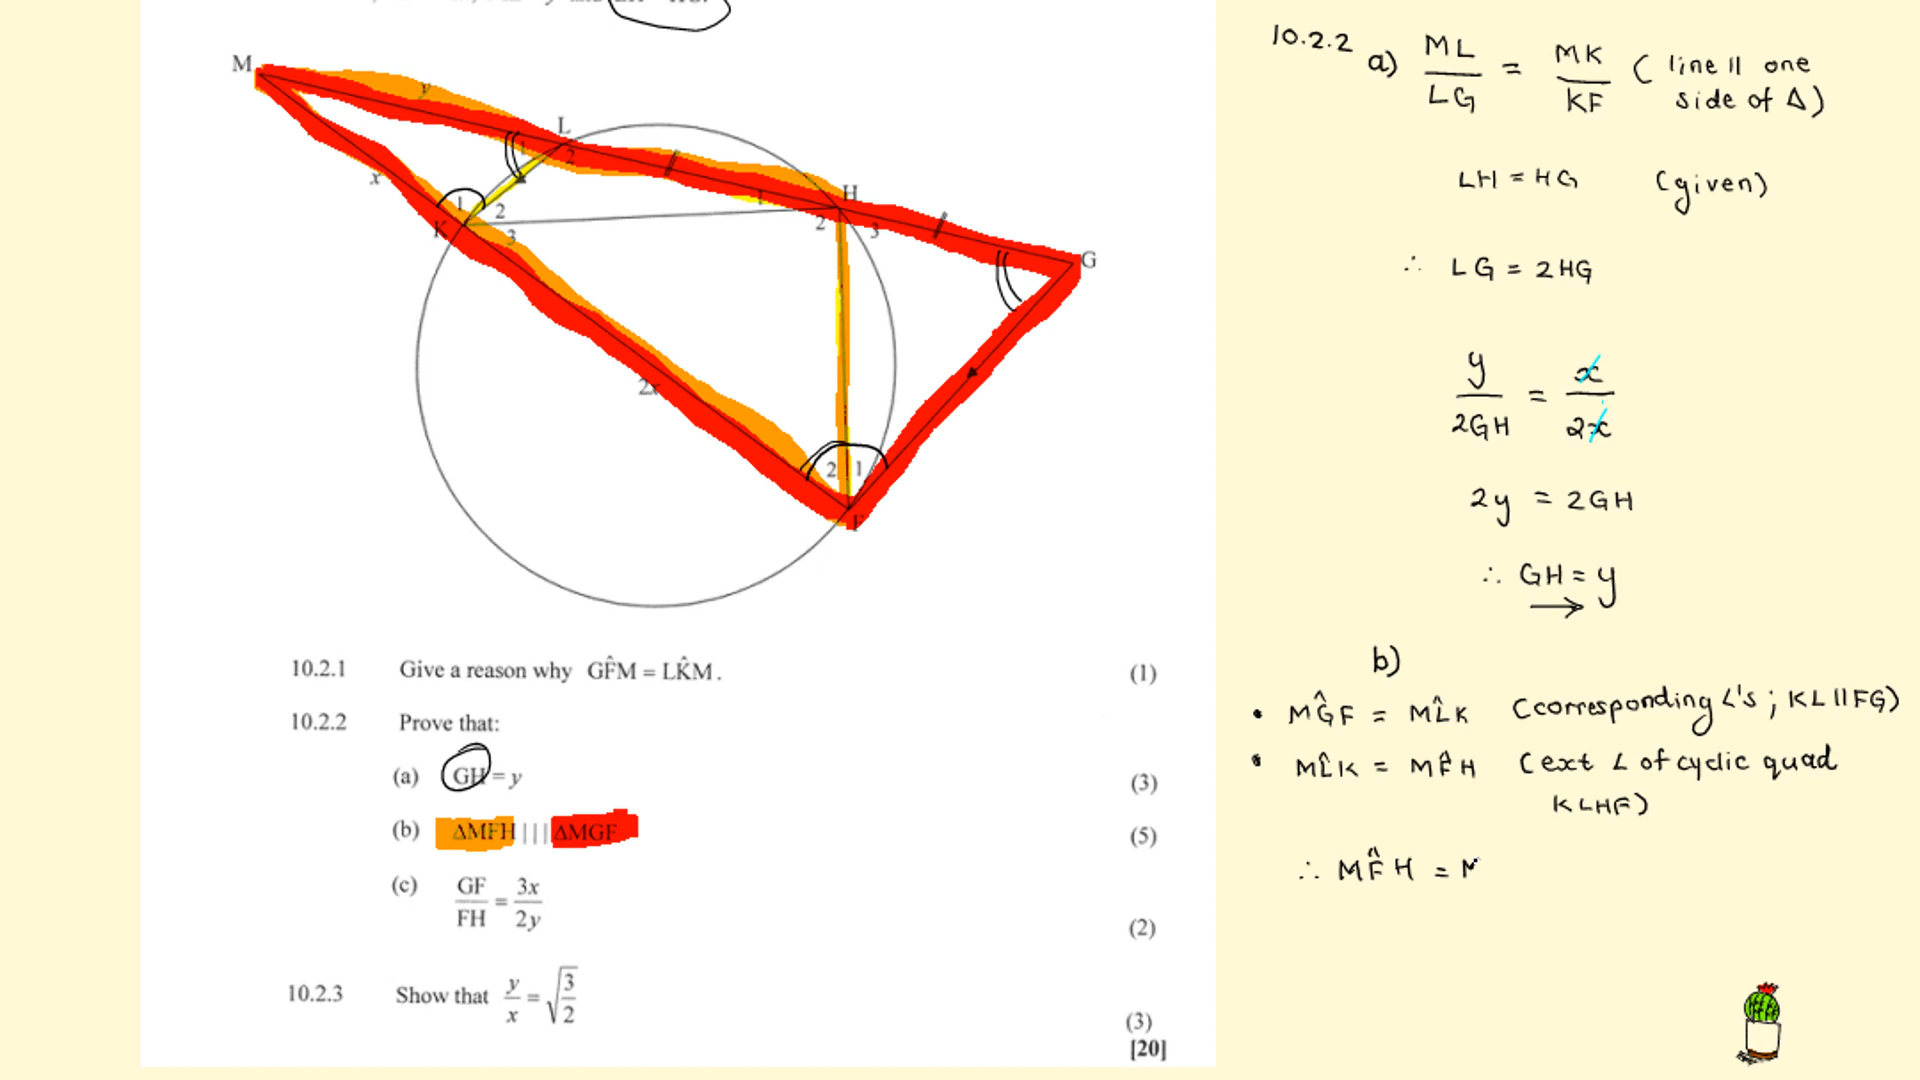 M
y
L
1
2
x
1
2
K
3
1
H
2
3
G
2x
2
1
F
10.2.1 Give a reason why GF̂M = LK̂M. (1)
10.2.2 Prove that:
(a) GH = y (3)
(b) ΔMFH ||| ΔMGF (5)
(c) GF/FH = 3x/2y (2)
10.2.3 Show that y/x = √(3/2) (3)
[20]
10.2.2 a) ML/LG = MK/KF (line || one
side of Δ)
LH = HG (given)
∴ LG = 2HG
y/2GH = x/2x
2y = 2GH
∴ GH = y
b)
• MĜF = ML̂K (corresponding ∠'s ; KL || FG)
• ML̂K = MF̂H (ext ∠ of cyclic quad
KLHF)
∴ MF̂H =